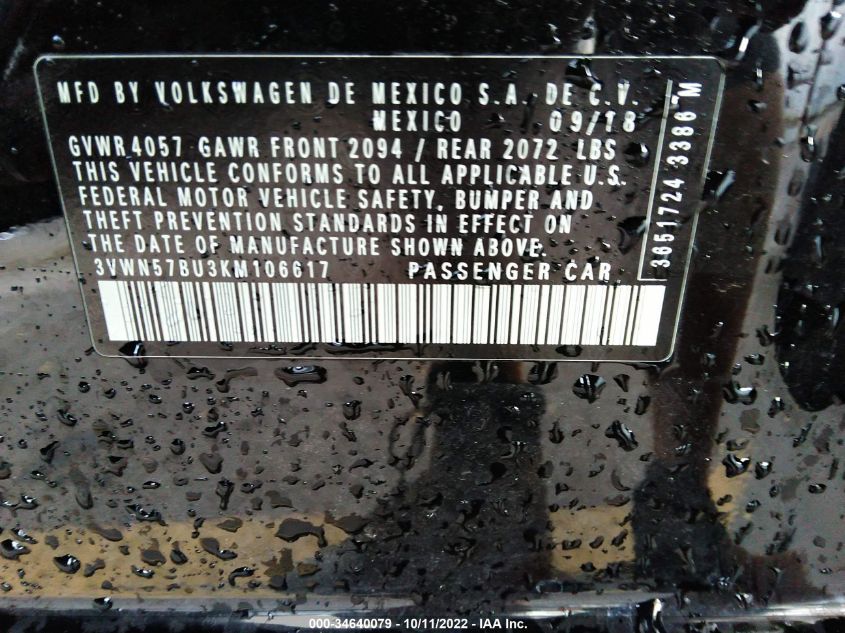 MFD BY VOLKSWAGEN DE MEXICO S.A. DE C.V.
MEXICO 09/18
GVWR 4057 GAWR FRONT 2094 / REAR 2072 LBS
THIS VEHICLE CONFORMS TO ALL APPLICABLE U.S.
FEDERAL MOTOR VEHICLE SAFETY, BUMPER AND
THEFT PREVENTION STANDARDS IN EFFECT ON
THE DATE OF MANUFACTURE SHOWN ABOVE.
3VWN57BU3KM106617 PASSENGER CAR
3651724 3386 M
000-34640079 - 10/11/2022 - IAA Inc.